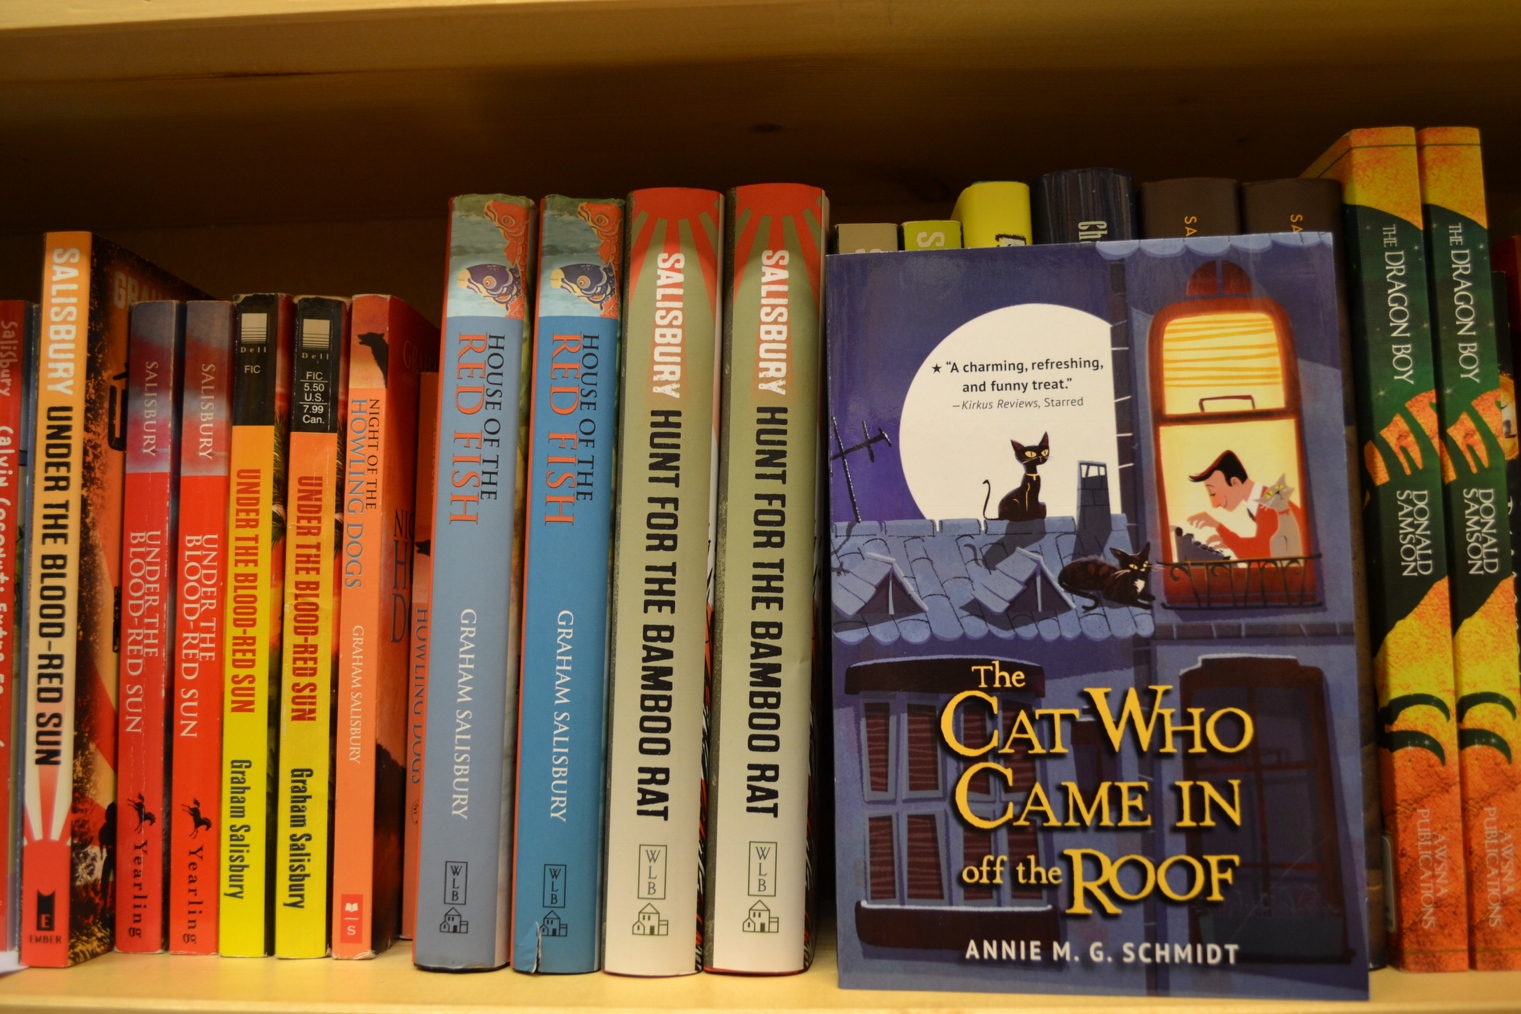 Salisbury
Calvin Coconut:
SALISBURY UNDER THE BLOOD-RED SUN
EMBER
SALISBURY
UNDER THE
BLOOD-RED SUN
Yearling
SALISBURY
UNDER THE
BLOOD-RED SUN
Yearling
Dell
FIC
UNDER THE BLOOD-RED SUN
Graham Salisbury
Dell
FIC
5.50
U.S.
7.99
Can.
UNDER THE BLOOD-RED SUN
Graham Salisbury
NIGHT OF THE
HOWLING DOGS
GRAHAM SALISBURY
S
HOWLING DOGS
HOUSE OF THE
RED FISH
GRAHAM SALISBURY
WLB
HOUSE OF THE
RED FISH
GRAHAM SALISBURY
WLB
SALISBURY HUNT FOR THE BAMBOO RAT
WLB
SALISBURY HUNT FOR THE BAMBOO RAT
WLB
★ "A charming, refreshing,
and funny treat."
—Kirkus Reviews, Starred
The
CAT WHO
CAME IN
off the ROOF
ANNIE M. G. SCHMIDT
THE DRAGON BOY
DONALD
SAMSON
AWNA
PUBLICATIONS
THE DRAGON BOY
DONALD
SAMSON
AWNA
PUBLICATIONS